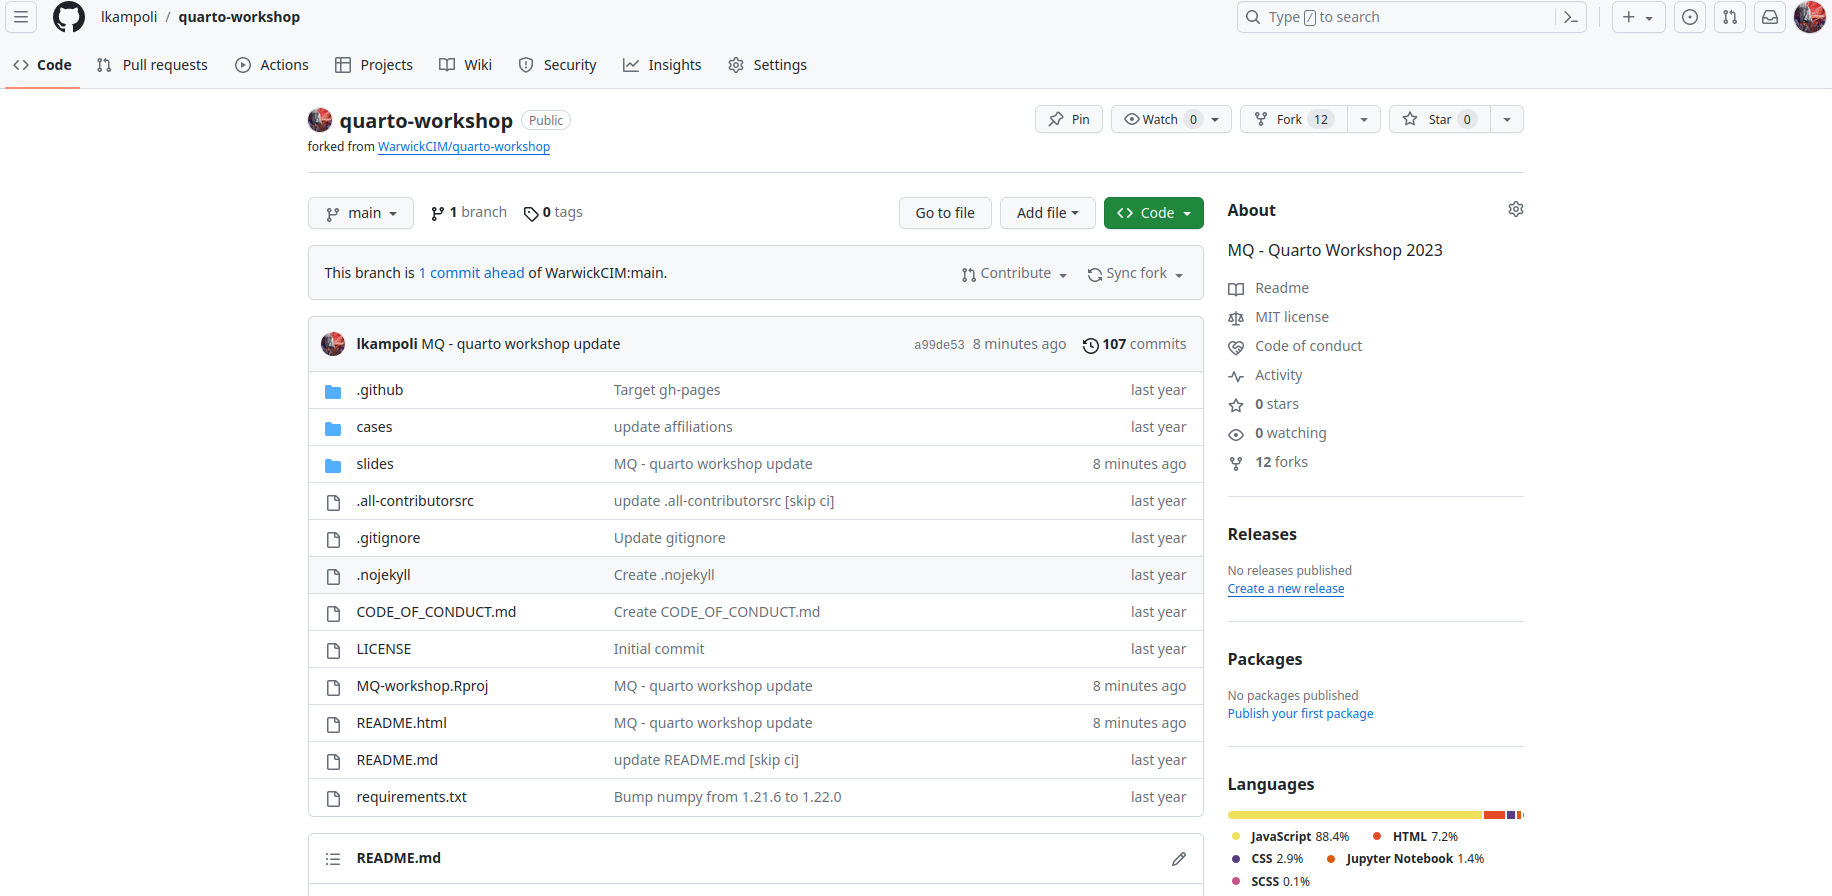 lkampoli / quarto-workshop
Type / to search
Code Pull requests Actions Projects Wiki Security Insights Settings
quarto-workshop Public
Pin Watch 0 Fork 12 Star 0
forked from WarwickCIM/quarto-workshop
main 1 branch 0 tags Go to file Add file Code
This branch is 1 commit ahead of WarwickCIM:main. Contribute Sync fork
lkampoli MQ - quarto workshop update a99de53 8 minutes ago 107 commits
.github Target gh-pages last year
cases update affiliations last year
slides MQ - quarto workshop update 8 minutes ago
.all-contributorsrc update .all-contributorsrc [skip ci] last year
.gitignore Update gitignore last year
.nojekyll Create .nojekyll last year
CODE_OF_CONDUCT.md Create CODE_OF_CONDUCT.md last year
LICENSE Initial commit last year
MQ-workshop.Rproj MQ - quarto workshop update 8 minutes ago
README.html MQ - quarto workshop update 8 minutes ago
README.md update README.md [skip ci] last year
requirements.txt Bump numpy from 1.21.6 to 1.22.0 last year
README.md
About
MQ - Quarto Workshop 2023
Readme
MIT license
Code of conduct
Activity
0 stars
0 watching
12 forks
Releases
No releases published
Create a new release
Packages
No packages published
Publish your first package
Languages
JavaScript 88.4% HTML 7.2%
CSS 2.9% Jupyter Notebook 1.4%
SCSS 0.1%